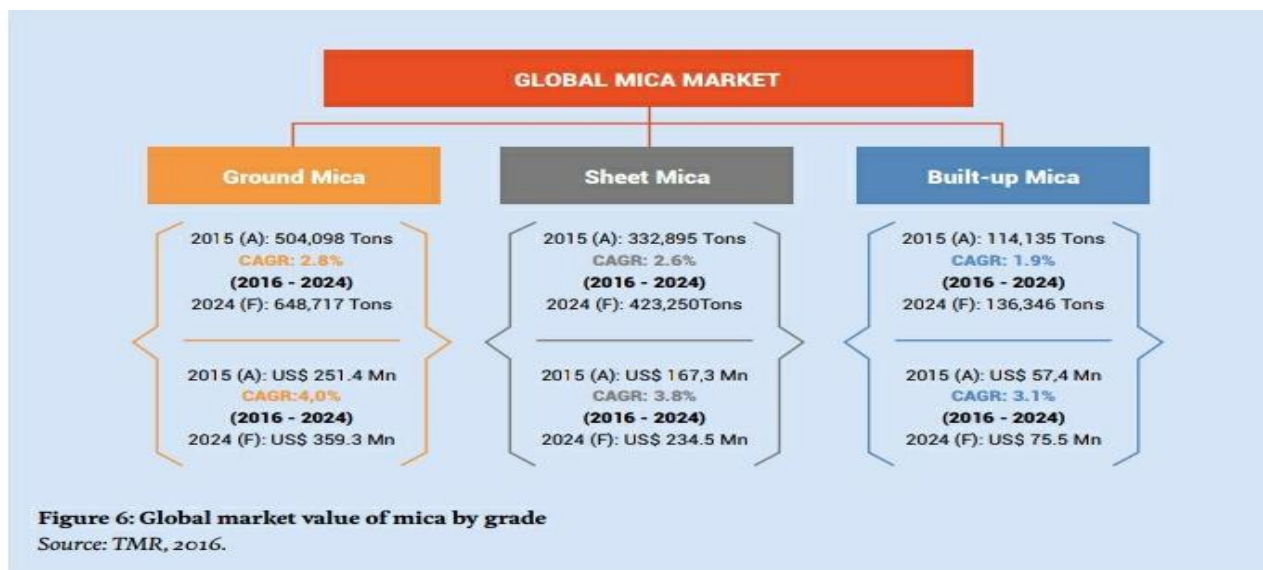 GLOBAL MICA MARKET
Ground Mica
2015 (A): 504,098 Tons
CAGR: 2.8%
(2016 - 2024)
2024 (F): 648,717 Tons
2015 (A): US$ 251.4 Mn
CAGR:4,0%
(2016 - 2024)
2024 (F): US$ 359.3 Mn
Sheet Mica
2015 (A): 332,895 Tons
CAGR: 2.6%
(2016 - 2024)
2024 (F): 423,250Tons
2015 (A): US$ 167,3 Mn
CAGR: 3.8%
(2016 - 2024)
2024 (F): US$ 234.5 Mn
Built-up Mica
2015 (A): 114,135 Tons
CAGR: 1.9%
(2016 - 2024)
2024 (F): 136,346 Tons
2015 (A): US$ 57,4 Mn
CAGR: 3.1%
(2016 - 2024)
2024 (F): US$ 75.5 Mn
Figure 6: Global market value of mica by grade
Source: TMR, 2016.